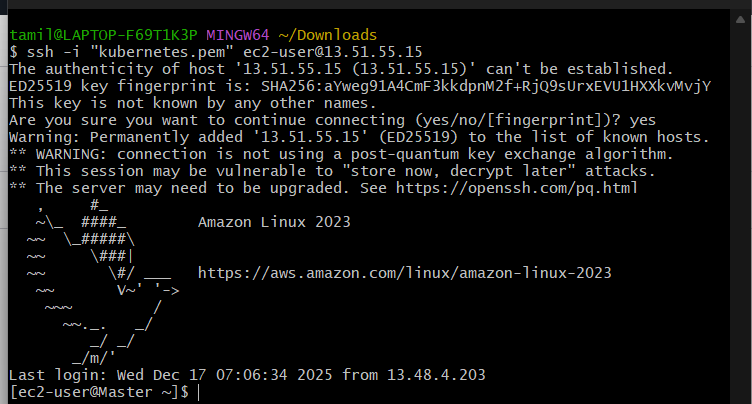 tamil@LAPTOP-F69T1K3P MINGW64 ~/Downloads
$ ssh -i "kubernetes.pem" ec2-user@13.51.55.15
The authenticity of host '13.51.55.15 (13.51.55.15)' can't be established.
ED25519 key fingerprint is: SHA256:aYweg91A4CmF3kkdpnM2f+RjQ9sUrxEVU1HXXkvMvjY
This key is not known by any other names.
Are you sure you want to continue connecting (yes/no/[fingerprint])? yes
Warning: Permanently added '13.51.55.15' (ED25519) to the list of known hosts.
** WARNING: connection is not using a post-quantum key exchange algorithm.
** This session may be vulnerable to "store now, decrypt later" attacks.
** The server may need to be upgraded. See https://openssh.com/pq.html
   ,     #_
   ~\_  ####_        Amazon Linux 2023
  ~~  \_#####\
  ~~     \###|
  ~~       \#/ ___   https://aws.amazon.com/linux/amazon-linux-2023
   ~~       V~' '->
    ~~~         /
      ~~._.   _/
         _/ _/
       _/m/'
Last login: Wed Dec 17 07:06:34 2025 from 13.48.4.203
[ec2-user@Master ~]$